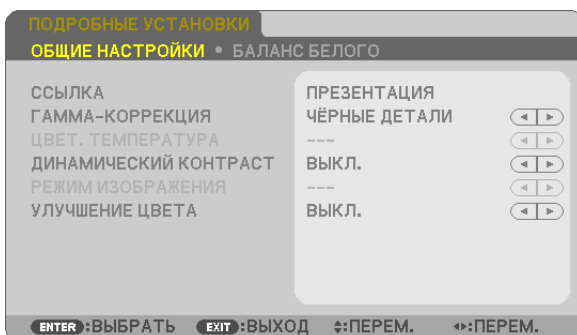 ПОДРОБНЫЕ УСТАНОВКИ
ОБЩИЕ НАСТРОЙКИ • БАЛАНС БЕЛОГО
ССЫЛКА ПРЕЗЕНТАЦИЯ
ГАММА-КОРРЕКЦИЯ ЧЁРНЫЕ ДЕТАЛИ
ЦВЕТ. ТЕМПЕРАТУРА ---
ДИНАМИЧЕСКИЙ КОНТРАСТ ВЫКЛ.
РЕЖИМ ИЗОБРАЖЕНИЯ ---
УЛУЧШЕНИЕ ЦВЕТА ВЫКЛ.
ENTER :ВЫБРАТЬ EXIT :ВЫХОД :ПЕРЕМ. :ПЕРЕМ.